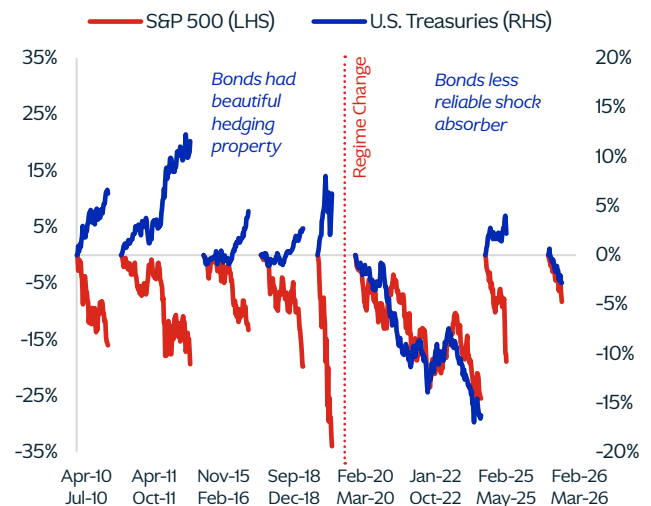 S&P 500 (LHS) U.S. Treasuries (RHS)
35% 20%
25% 15%
15% 10%
5% 5%
-5% 0%
-15% -5%
-25% -10%
-35% -15%
-20%
Bonds had
beautiful
hedging
property
Regime Change
Bonds less
reliable shock
absorber
Apr-10 Apr-11 Nov-15 Sep-18 Feb-20 Jan-22 Feb-25 Feb-26
Jul-10 Oct-11 Feb-16 Dec-18 Mar-20 Oct-22 May-25 Mar-26